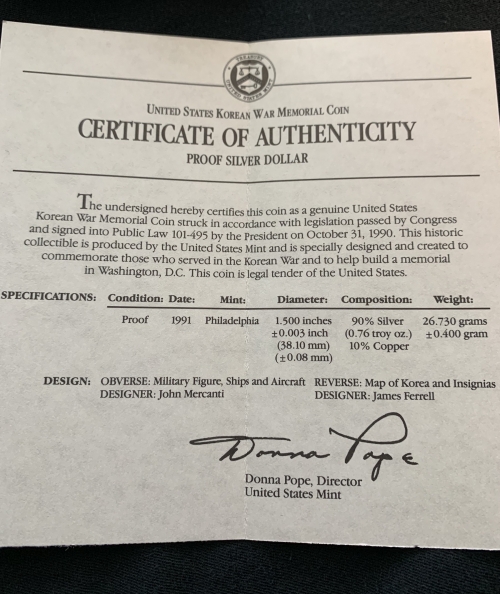 UNITED STATES KOREAN WAR MEMORIAL COIN
CERTIFICATE OF AUTHENTICITY
PROOF SILVER DOLLAR
The undersigned hereby certifies this coin as a genuine United States
Korean War Memorial Coin struck in accordance with legislation passed by Congress
and signed into Public Law 101-495 by the President on October 31, 1990. This historic
collectible is produced by the United States Mint and is specially designed and created to
commemorate those who served in the Korean War and to help build a memorial
in Washington, D.C. This coin is legal tender of the United States.
SPECIFICATIONS: Condition: Date: Mint: Diameter: Composition: Weight:
Proof 1991 Philadelphia 1.500 inches 90% Silver 26.730 grams
±0.003 inch (0.76 troy oz.) ±0.400 gram
(38.10 mm) 10% Copper
(±0.08 mm)
DESIGN: OBVERSE: Military Figure, Ships and Aircraft REVERSE: Map of Korea and Insignias
DESIGNER: John Mercanti DESIGNER: James Ferrell
Donna Pope
Donna Pope, Director
United States Mint